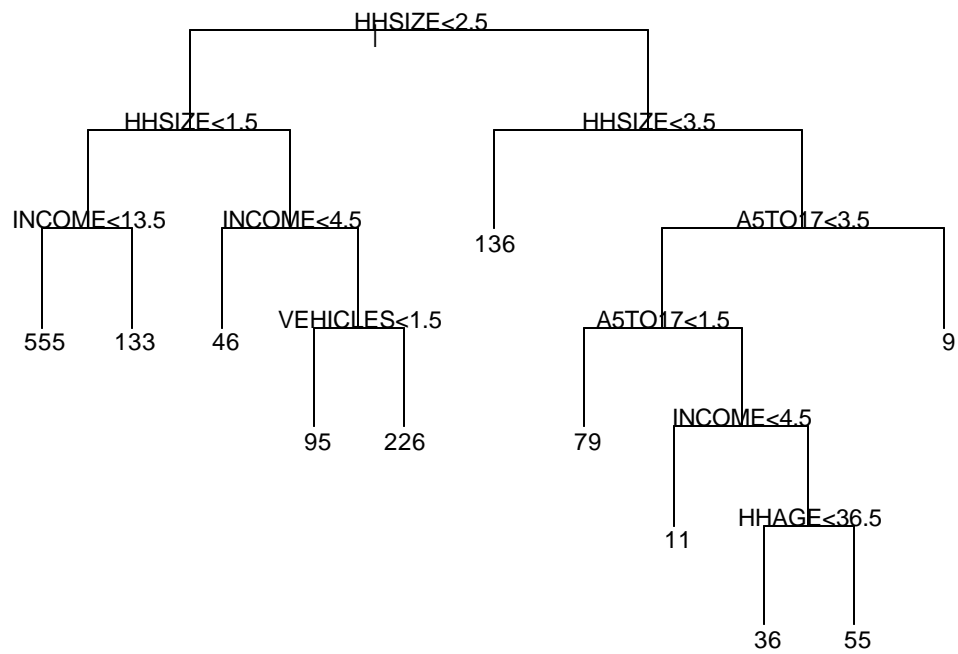 HHSIZE<2.5
HHSIZE<1.5
HHSIZE<3.5
INCOME<13.5
INCOME<4.5
136
A5TO17<3.5
555
133
46
VEHICLES<1.5
A5TO17<1.5
9
95
226
79
INCOME<4.5
11
HHAGE<36.5
36
55